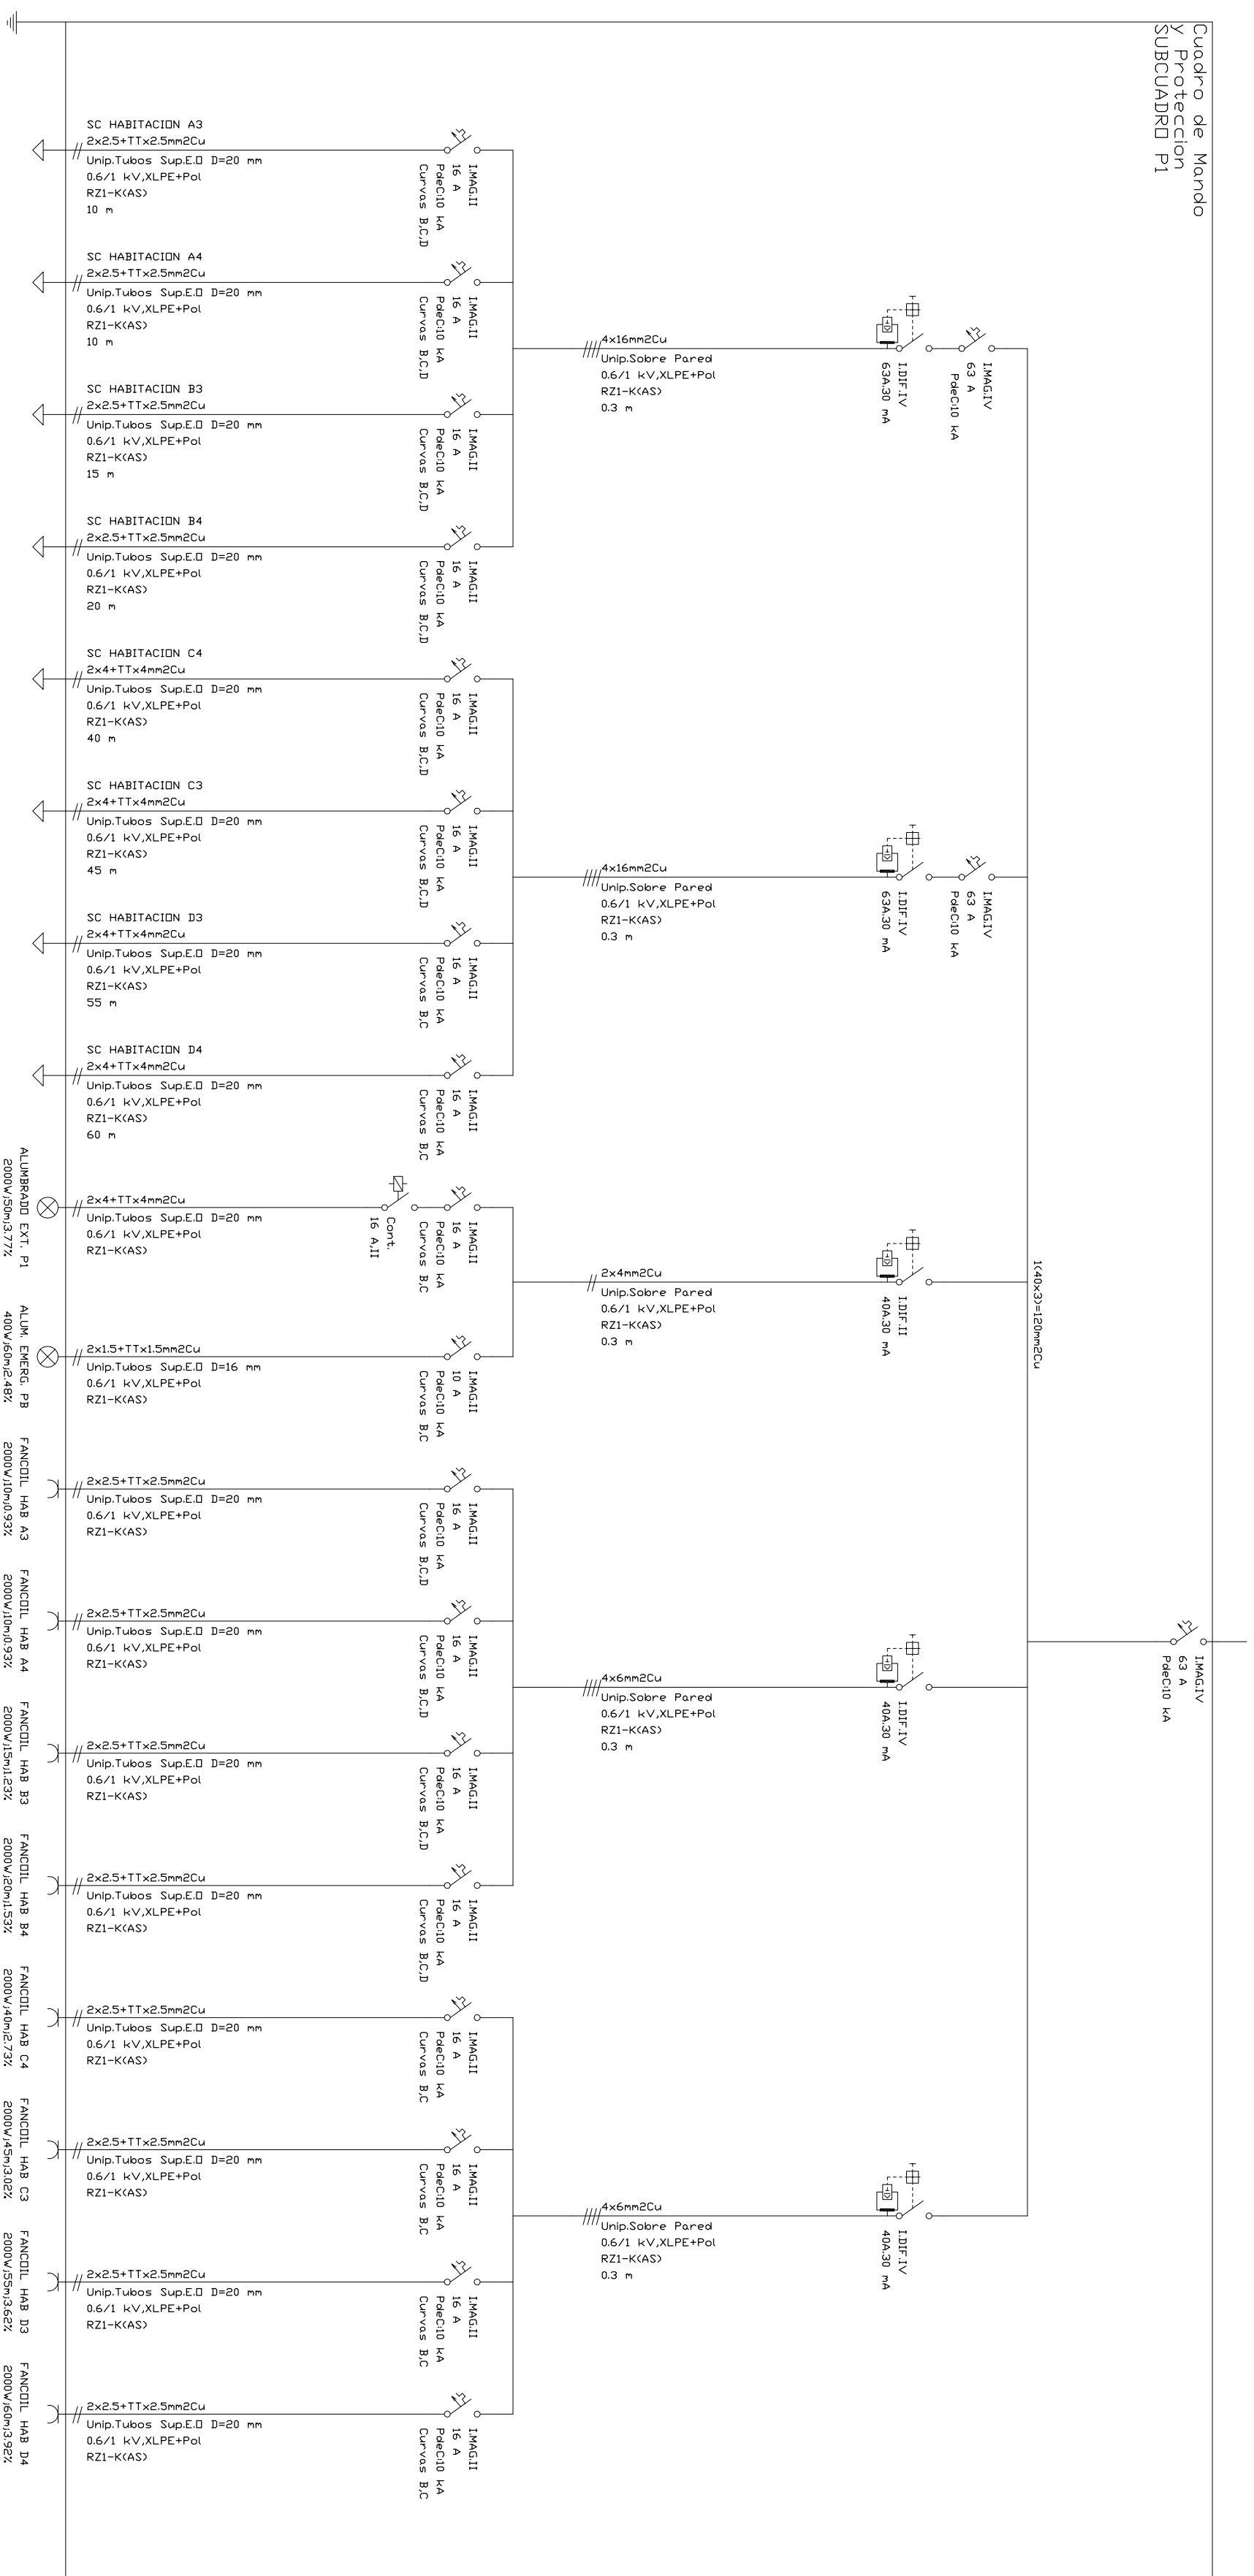 Cuadro de Mando
y Proteccion
SUBCUADRO P1
I.MAG.IV
63 A
PdeC:10 kA
1(40x3)=120mm2Cu
I.MAG.IV
63 A
PdeC:10 kA
I.DIF.IV
63A.30 mA
4x16mm2Cu
Unip.Sobre Pared
0.6/1 kV,XLPE+Pol
RZ1-K(AS)
0.3 m
I.MAG.IV
63 A
PdeC:10 kA
I.DIF.IV
63A.30 mA
4x16mm2Cu
Unip.Sobre Pared
0.6/1 kV,XLPE+Pol
RZ1-K(AS)
0.3 m
I.DIF.II
40A.30 mA
2x4mm2Cu
Unip.Sobre Pared
0.6/1 kV,XLPE+Pol
RZ1-K(AS)
0.3 m
I.DIF.IV
40A.30 mA
4x6mm2Cu
Unip.Sobre Pared
0.6/1 kV,XLPE+Pol
RZ1-K(AS)
0.3 m
I.DIF.IV
40A.30 mA
4x6mm2Cu
Unip.Sobre Pared
0.6/1 kV,XLPE+Pol
RZ1-K(AS)
0.3 m
I.MAG.II
16 A
PdeC:10 kA
Curvas B,C,D
SC HABITACION A3
2x2.5+TTx2.5mm2Cu
Unip.Tubos Sup.E.O D=20 mm
0.6/1 kV,XLPE+Pol
RZ1-K(AS)
10 m
I.MAG.II
16 A
PdeC:10 kA
Curvas B,C,D
SC HABITACION A4
2x2.5+TTx2.5mm2Cu
Unip.Tubos Sup.E.O D=20 mm
0.6/1 kV,XLPE+Pol
RZ1-K(AS)
10 m
I.MAG.II
16 A
PdeC:10 kA
Curvas B,C,D
SC HABITACION B3
2x2.5+TTx2.5mm2Cu
Unip.Tubos Sup.E.O D=20 mm
0.6/1 kV,XLPE+Pol
RZ1-K(AS)
15 m
I.MAG.II
16 A
PdeC:10 kA
Curvas B,C,D
SC HABITACION B4
2x2.5+TTx2.5mm2Cu
Unip.Tubos Sup.E.O D=20 mm
0.6/1 kV,XLPE+Pol
RZ1-K(AS)
20 m
I.MAG.II
16 A
PdeC:10 kA
Curvas B,C,D
SC HABITACION C4
2x4+TTx4mm2Cu
Unip.Tubos Sup.E.O D=20 mm
0.6/1 kV,XLPE+Pol
RZ1-K(AS)
40 m
I.MAG.II
16 A
PdeC:10 kA
Curvas B,C,D
SC HABITACION C3
2x4+TTx4mm2Cu
Unip.Tubos Sup.E.O D=20 mm
0.6/1 kV,XLPE+Pol
RZ1-K(AS)
45 m
I.MAG.II
16 A
PdeC:10 kA
Curvas B,C
SC HABITACION D3
2x4+TTx4mm2Cu
Unip.Tubos Sup.E.O D=20 mm
0.6/1 kV,XLPE+Pol
RZ1-K(AS)
55 m
I.MAG.II
16 A
PdeC:10 kA
Curvas B,C
SC HABITACION D4
2x4+TTx4mm2Cu
Unip.Tubos Sup.E.O D=20 mm
0.6/1 kV,XLPE+Pol
RZ1-K(AS)
60 m
I.MAG.II
16 A
PdeC:10 kA
Curvas B,C
Cont.
16 A,II
2x4+TTx4mm2Cu
Unip.Tubos Sup.E.O D=20 mm
0.6/1 kV,XLPE+Pol
RZ1-K(AS)
ALUMBRADO EXT. P1
2000W;50m;3.77%
I.MAG.II
10 A
PdeC:10 kA
Curvas B,C
2x1.5+TTx1.5mm2Cu
Unip.Tubos Sup.E.O D=16 mm
0.6/1 kV,XLPE+Pol
RZ1-K(AS)
ALUM. EMERG. PB
400W;60m;2.48%
I.MAG.II
16 A
PdeC:10 kA
Curvas B,C,D
2x2.5+TTx2.5mm2Cu
Unip.Tubos Sup.E.O D=20 mm
0.6/1 kV,XLPE+Pol
RZ1-K(AS)
FANCOIL HAB A3
2000W;10m;0.93%
I.MAG.II
16 A
PdeC:10 kA
Curvas B,C,D
2x2.5+TTx2.5mm2Cu
Unip.Tubos Sup.E.O D=20 mm
0.6/1 kV,XLPE+Pol
RZ1-K(AS)
FANCOIL HAB A4
2000W;10m;0.93%
I.MAG.II
16 A
PdeC:10 kA
Curvas B,C,D
2x2.5+TTx2.5mm2Cu
Unip.Tubos Sup.E.O D=20 mm
0.6/1 kV,XLPE+Pol
RZ1-K(AS)
FANCOIL HAB B3
2000W;15m;1.23%
I.MAG.II
16 A
PdeC:10 kA
Curvas B,C,D
2x2.5+TTx2.5mm2Cu
Unip.Tubos Sup.E.O D=20 mm
0.6/1 kV,XLPE+Pol
RZ1-K(AS)
FANCOIL HAB B4
2000W;20m;1.53%
I.MAG.II
16 A
PdeC:10 kA
Curvas B,C
2x2.5+TTx2.5mm2Cu
Unip.Tubos Sup.E.O D=20 mm
0.6/1 kV,XLPE+Pol
RZ1-K(AS)
FANCOIL HAB C4
2000W;40m;2.73%
I.MAG.II
16 A
PdeC:10 kA
Curvas B,C
2x2.5+TTx2.5mm2Cu
Unip.Tubos Sup.E.O D=20 mm
0.6/1 kV,XLPE+Pol
RZ1-K(AS)
FANCOIL HAB C3
2000W;45m;3.02%
I.MAG.II
16 A
PdeC:10 kA
Curvas B,C
2x2.5+TTx2.5mm2Cu
Unip.Tubos Sup.E.O D=20 mm
0.6/1 kV,XLPE+Pol
RZ1-K(AS)
FANCOIL HAB D3
2000W;55m;3.62%
I.MAG.II
16 A
PdeC:10 kA
Curvas B,C
2x2.5+TTx2.5mm2Cu
Unip.Tubos Sup.E.O D=20 mm
0.6/1 kV,XLPE+Pol
RZ1-K(AS)
FANCOIL HAB D4
2000W;60m;3.92%